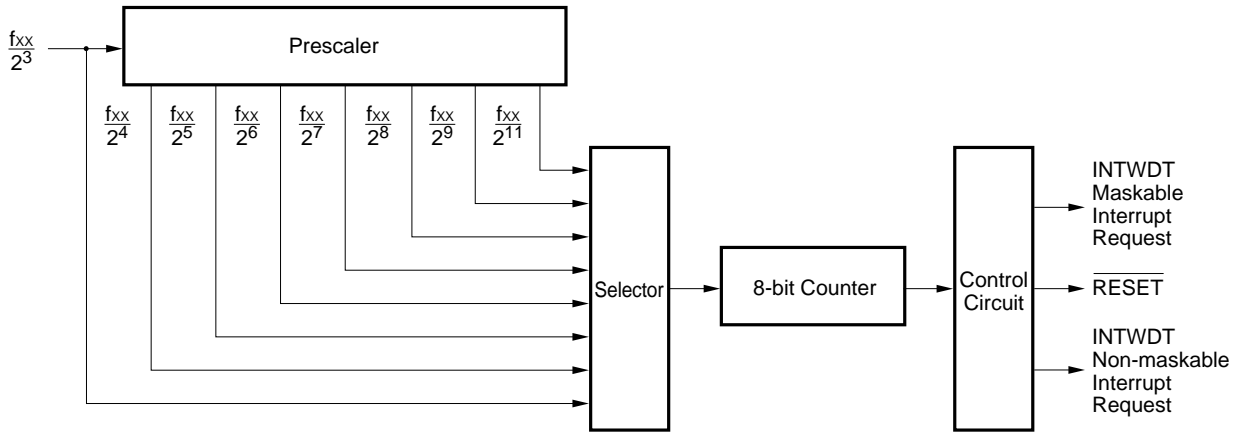 fXX
2^3
Prescaler
fXX fXX fXX fXX fXX fXX fXX
2^4 2^5 2^6 2^7 2^8 2^9 2^11
INTWDT
Maskable
Interrupt
Request
Selector
8-bit Counter
Control
Circuit
RESET
INTWDT
Non-maskable
Interrupt
Request